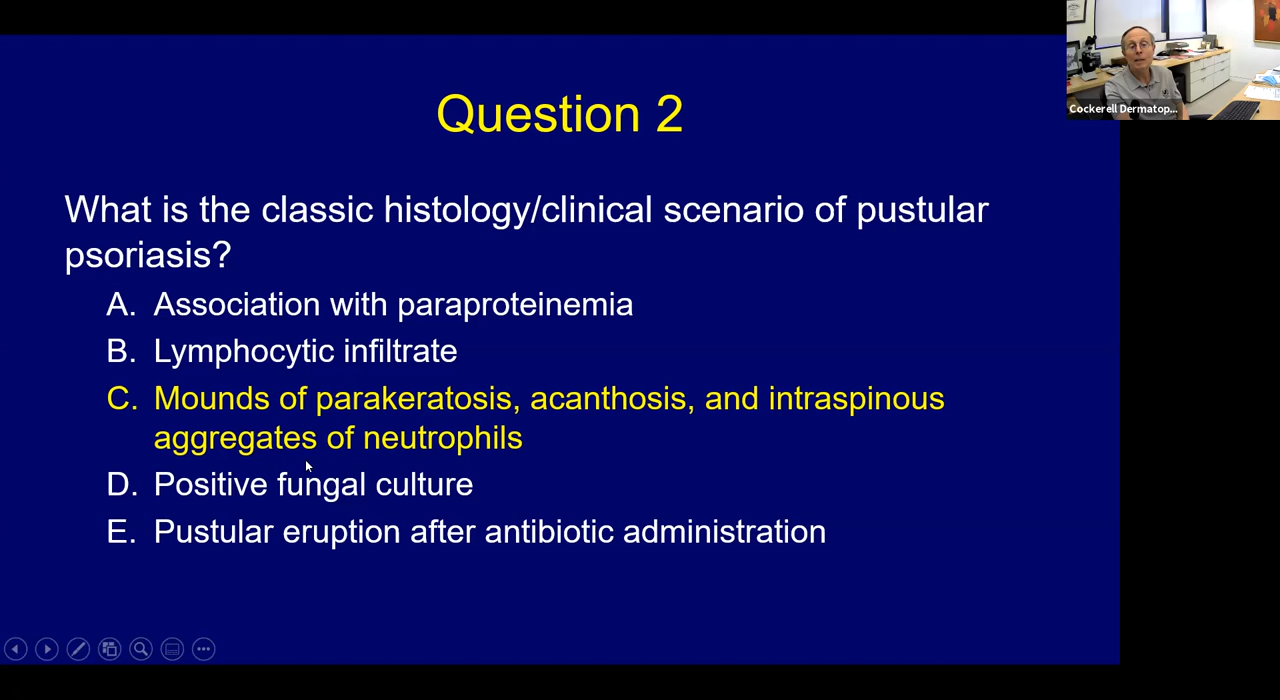 Cockerell Dermatop...
Question 2
What is the classic histology/clinical scenario of pustular
psoriasis?
A. Association with paraproteinemia
B. Lymphocytic infiltrate
C. Mounds of parakeratosis, acanthosis, and intraspinous
aggregates of neutrophils
D. Positive fungal culture
E. Pustular eruption after antibiotic administration